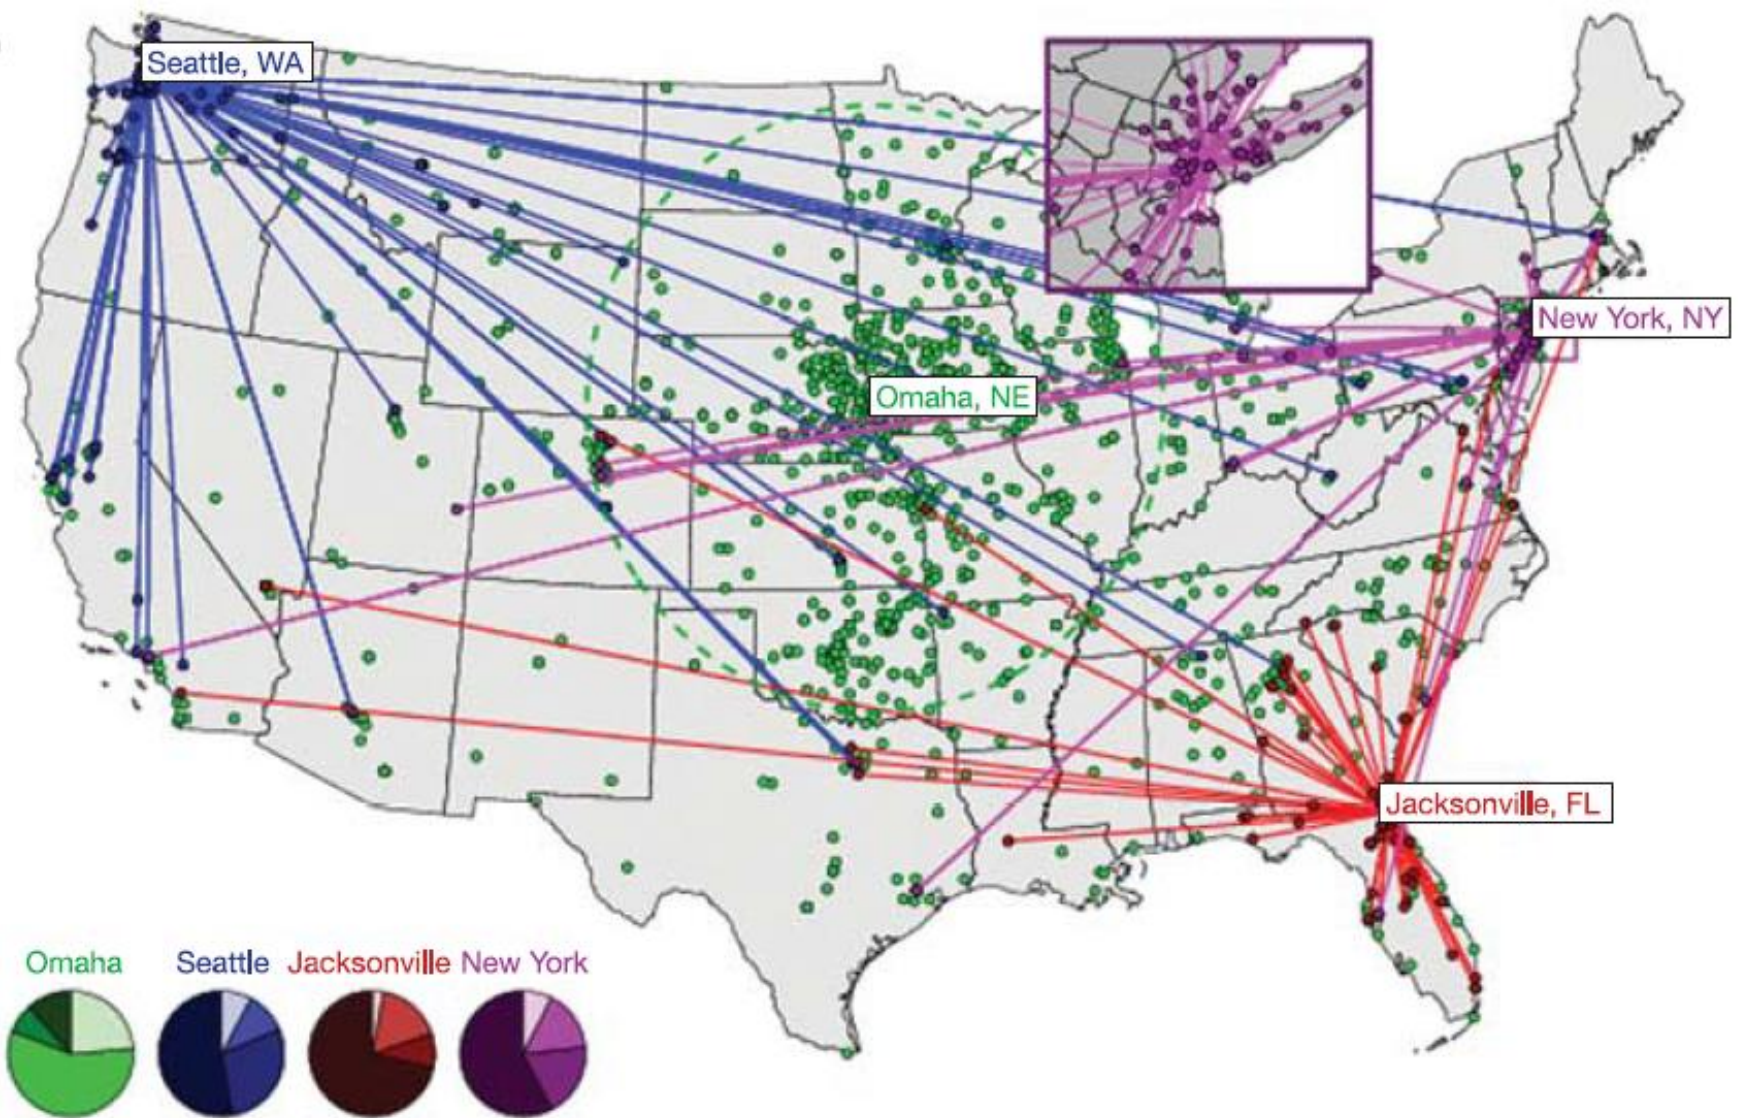 Seattle, WA
New York, NY
Omaha, NE
Jacksonville, FL
Omaha Seattle Jacksonville New York